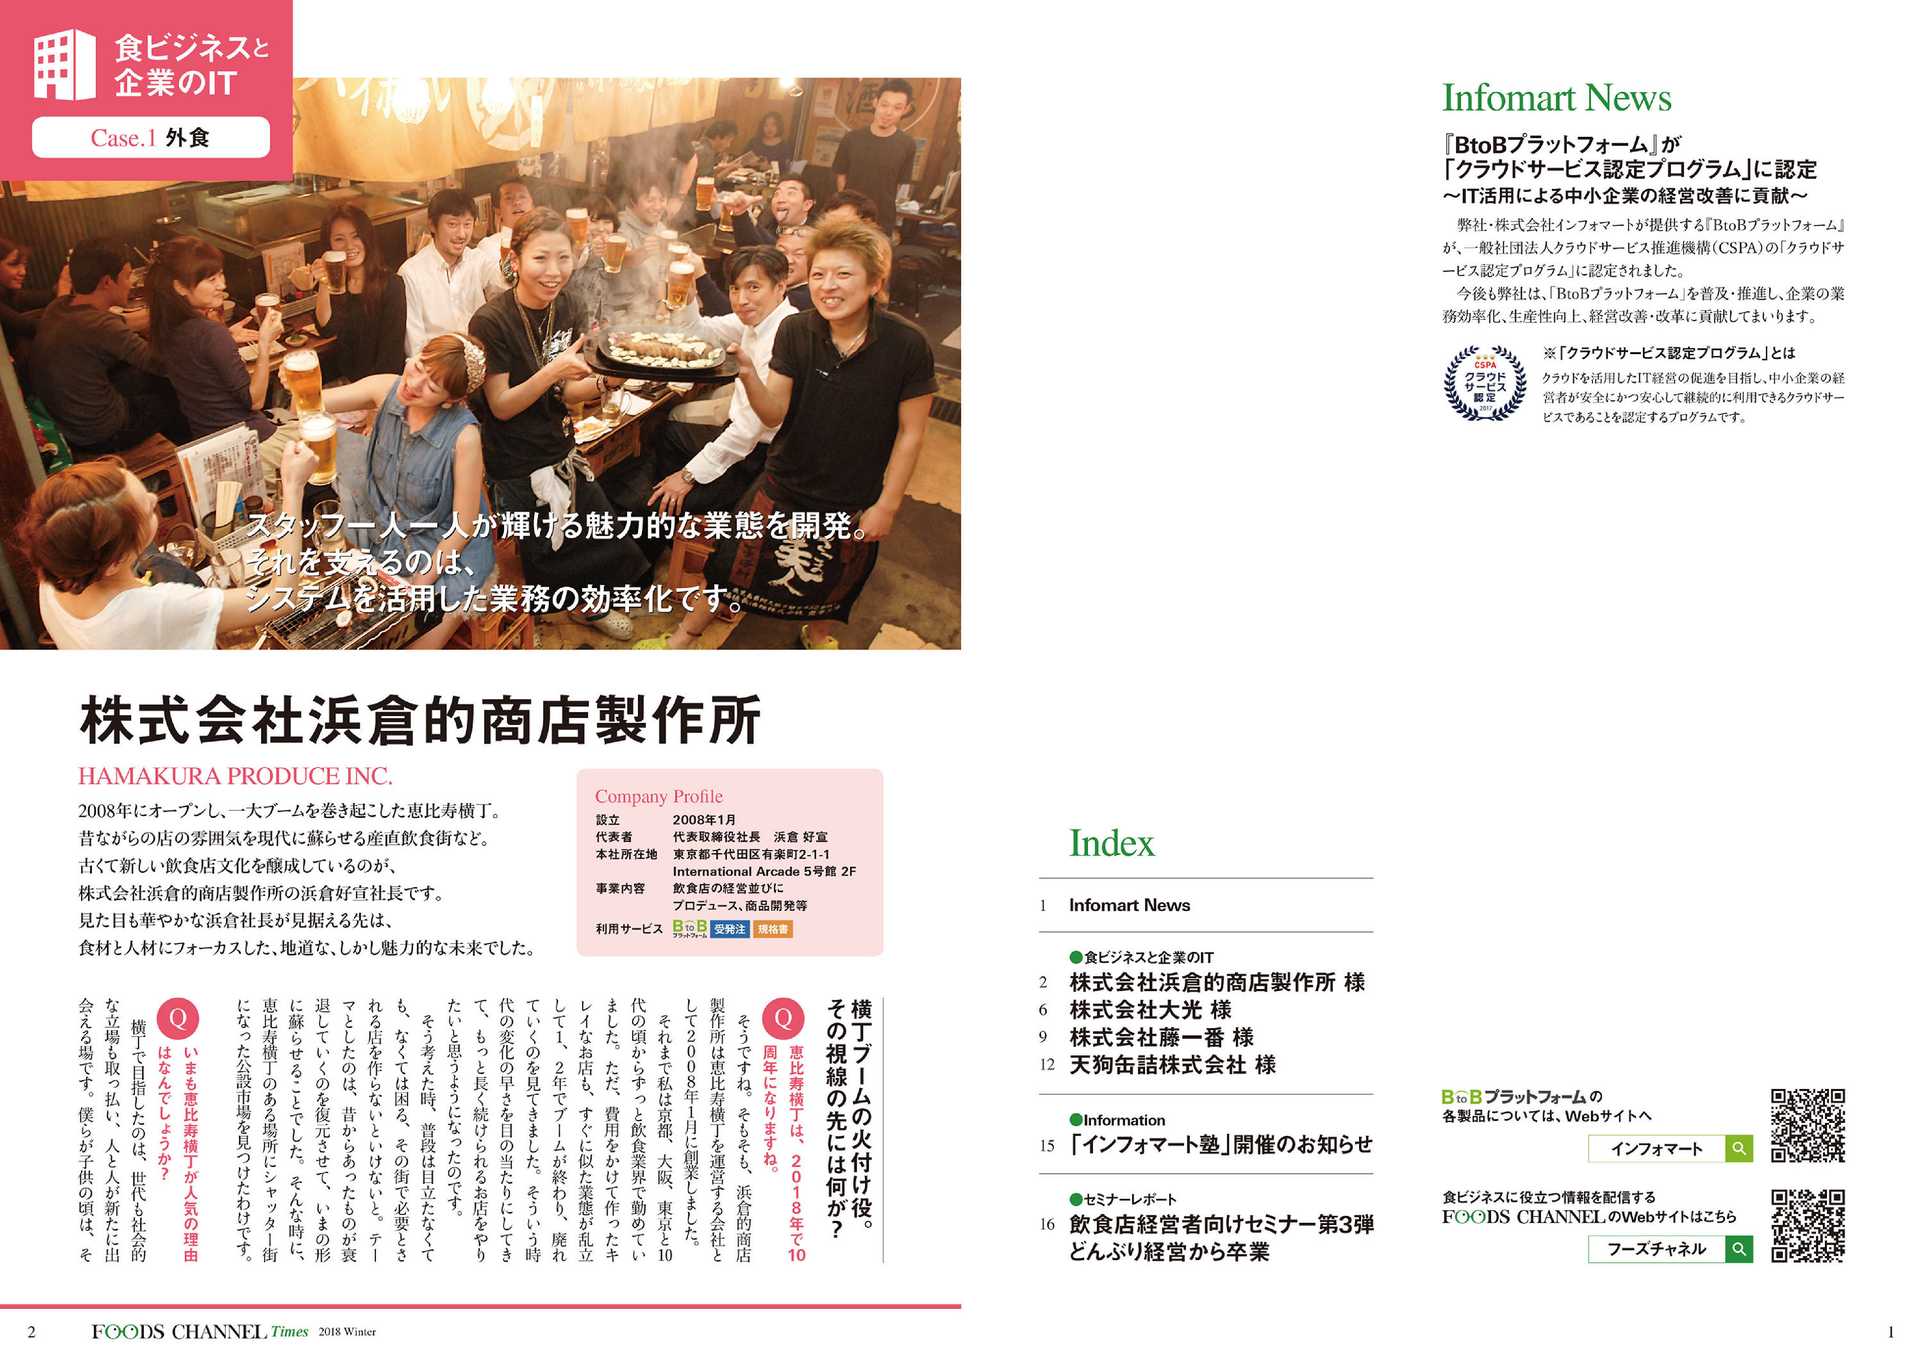 食ビジネスと
企業のIT
Case.1 外食
スタッフ一人一人が輝ける魅力的な業態を開発。
それを支えるのは、
システムを活用した業務の効率化です。
株式会社浜倉的商店製作所
HAMAKURA PRODUCE INC.
2008年にオープンし、一大ブームを巻き起こした恵比寿横丁。
昔ながらの店の雰囲気を現代に蘇らせる産直飲食街など。
古くて新しい飲食店文化を醸成しているのが、
株式会社浜倉的商店製作所の浜倉好宣社長です。
見た目も華やかな浜倉社長が見据える先は、
食材と人材にフォーカスした、地道な、しかし魅力的な未来でした。
Company Profile
設立 2008年1月
代表者 代表取締役社長 浜倉 好宣
本社所在地 東京都千代田区有楽町2-1-1
International Arcade 5号館 2F
事業内容 飲食店の経営並びに
プロデュース、商品開発等
利用サービス BtoBプラットフォーム 受発注 規格書
横丁ブームの火付け役。
その視線の先には何が？
Q 恵比寿横丁は、2018年で10
周年になりますね。
そうですね。そもそも、浜倉的商店
製作所は恵比寿横丁を運営する会社と
して2008年1月に創業しました。
それまで私は京都、大阪、東京と10
代の頃からずっと飲食業界で勤めてい
ました。ただ、費用をかけて作ったキ
レイなお店も、すぐに似た業態が乱立
して1、2年でブームが終わり、廃れ
ていくのを見てきました。そういう時
代の変化の早さを目の当たりにしてき
て、もっと長く続けられるお店をやり
たいと思うようになったのです。
そう考えた時、普段は目立たなくて
も、なくては困る、その街で必要とさ
れる店を作らないといけないと。テー
マとしたのは、昔からあったものが衰
退していくのを復元させて、いまの形
に蘇らせることでした。そんな時に、
恵比寿横丁のある場所にシャッター街
になった公設市場を見つけたわけです。
Q いまも恵比寿横丁が人気の理由
はなんでしょうか？
横丁で目指したのは、世代も社会的
な立場も取っ払い、人と人が新たに出
会える場です。僕らが子供の頃は、そ
2
FOODS CHANNEL Times 2018 Winter
Infomart News
『BtoBプラットフォーム』が
「クラウドサービス認定プログラム」に認定
～IT活用による中小企業の経営改善に貢献～
弊社・株式会社インフォマートが提供する『BtoBプラットフォーム』
が、一般社団法人クラウドサービス推進機構（CSPA）の「クラウドサ
ービス認定プログラム」に認定されました。
今後も弊社は、「BtoBプラットフォーム」を普及・推進し、企業の業
務効率化、生産性向上、経営改善・改革に貢献してまいります。
CSPA
クラウド
サービス
認定
2017
※「クラウドサービス認定プログラム」とは
クラウドを活用したIT経営の促進を目指し、中小企業の経
営者が安全にかつ安心して継続的に利用できるクラウドサー
ビスであることを認定するプログラムです。
Index
1 Infomart News
●食ビジネスと企業のIT
2 株式会社浜倉的商店製作所 様
6 株式会社大光 様
9 株式会社藤一番 様
12 天狗缶詰株式会社 様
●Information
15 「インフォマート塾」開催のお知らせ
●セミナーレポート
16 飲食店経営者向けセミナー第3弾
どんぶり経営から卒業
BtoBプラットフォームの
各製品については、Webサイトへ
インフォマート
食ビジネスに役立つ情報を配信する
FOODS CHANNELのWebサイトはこちら
フーズチャネル
1